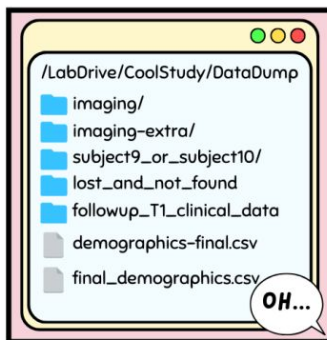 /LabDrive/CoolStudy/DataDump
imaging/
imaging-extra/
subject9_or_subject10/
lost_and_not_found
followup_T1_clinical_data
demographics-final.csv
final_demographics.csv
OH...